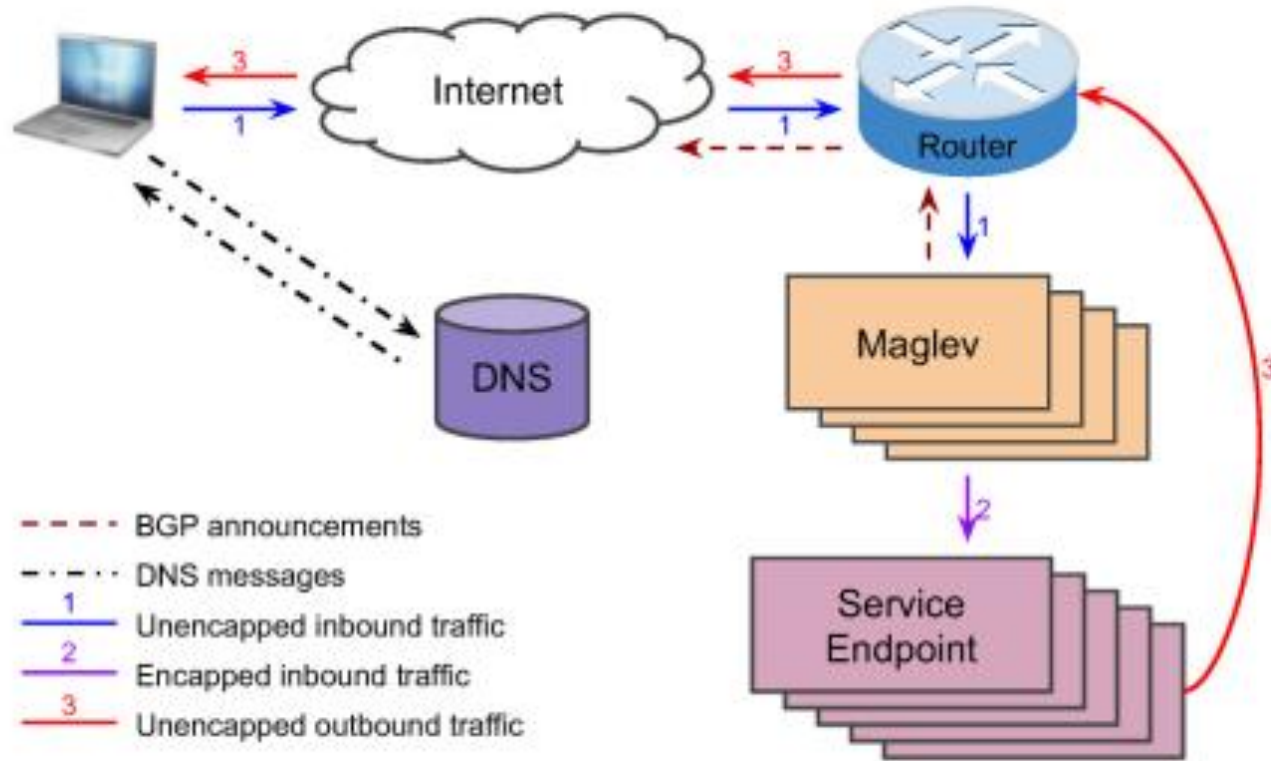 3
3
Internet
1
1
Router
1
Maglev
3
DNS
2
Service
Endpoint
BGP announcements
DNS messages
1
Unencapped inbound traffic
2
Encapped inbound traffic
3
Unencapped outbound traffic